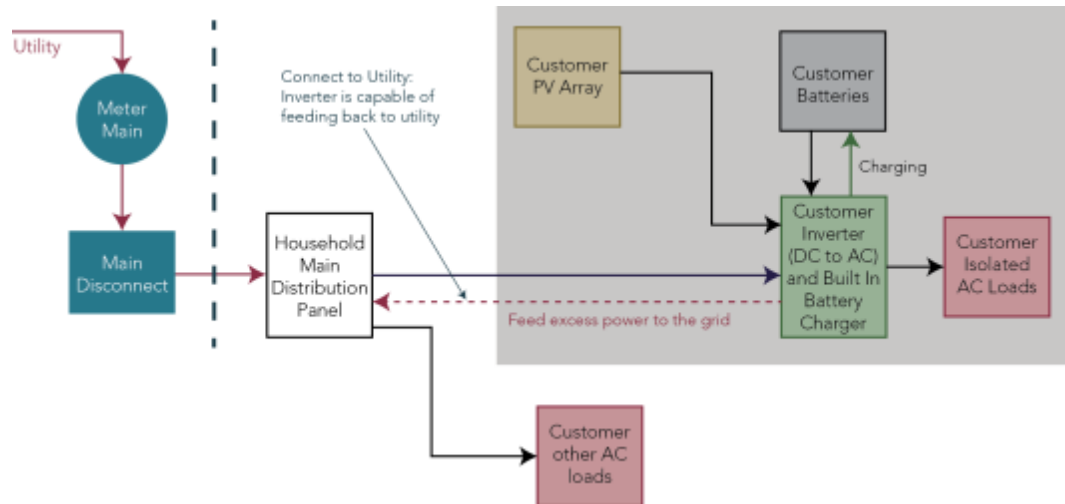 Utility
Meter
Main
Main
Disconnect
Connect to Utility:
Inverter is capable of
feeding back to utility
Household
Main
Distribution
Panel
Customer
PV Array
Customer
Batteries
Charging
Customer
Inverter
(DC to AC)
and Built In
Battery
Charger
Customer
Isolated
AC Loads
Feed excess power to the grid
Customer
other AC
loads